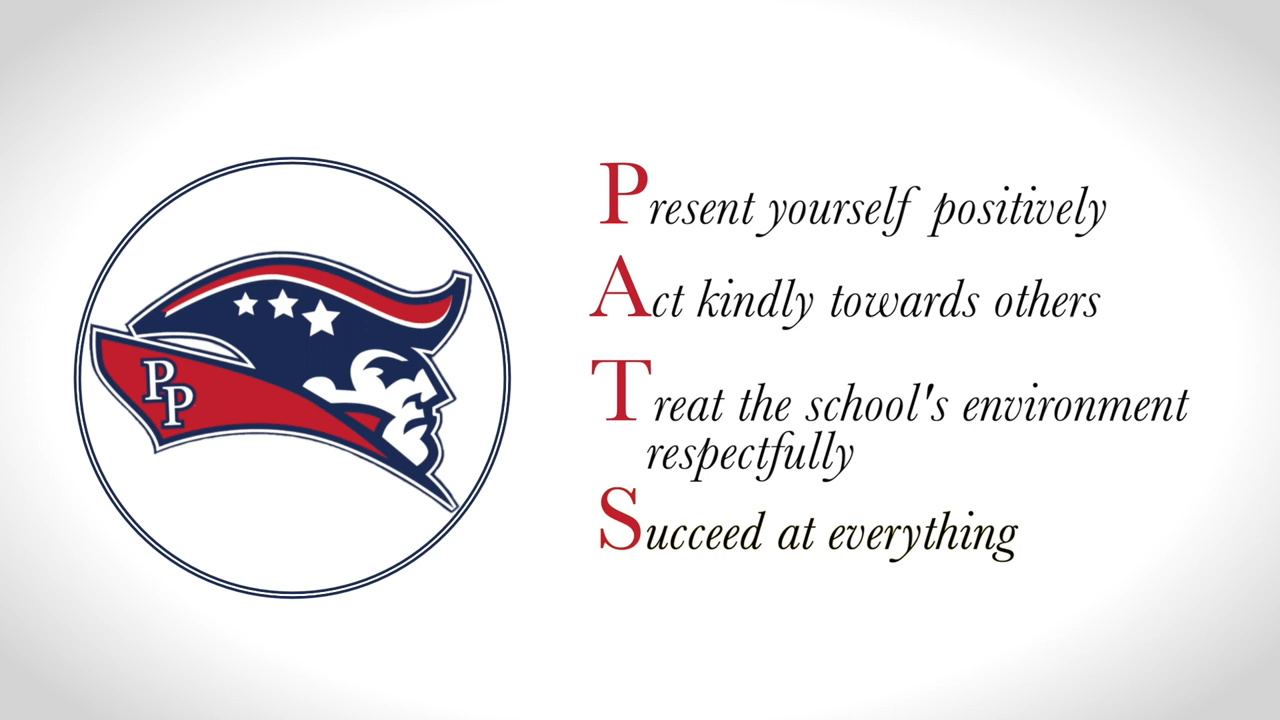 PP
Present yourself positively
Act kindly towards others
Treat the school's environment
respectfully
Succeed at everything